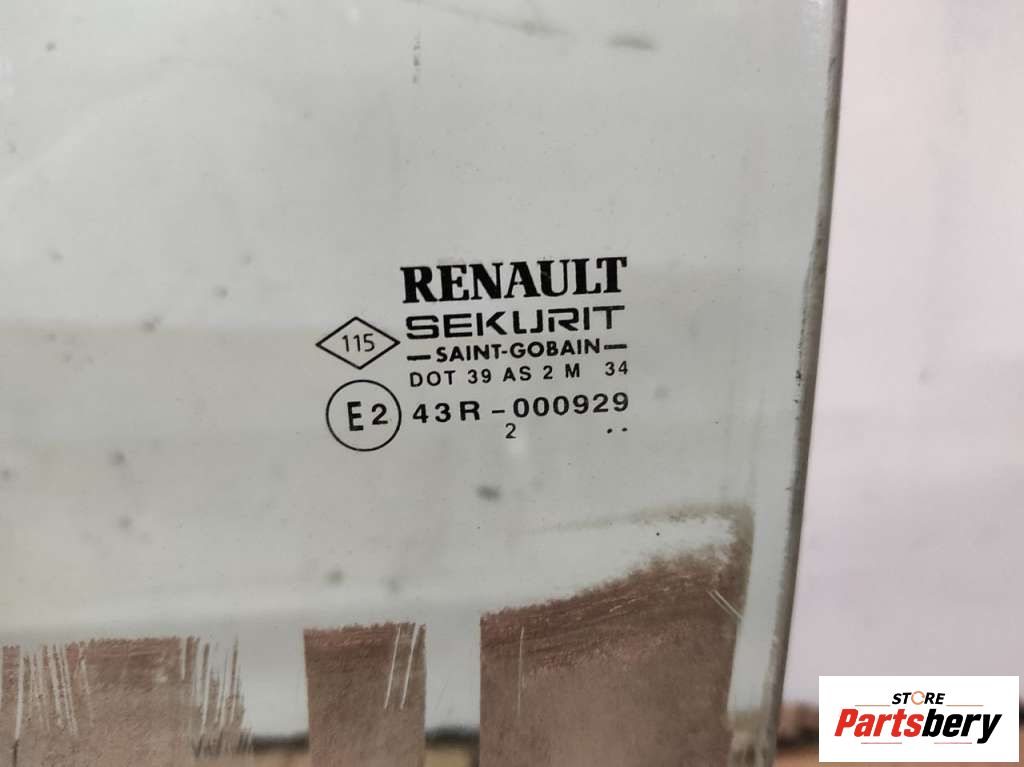 RENAULT
SEKURIT
115
SAINT-GOBAIN
DOT 39 AS 2 M 34
E2 43R-000929
2 ..
STORE
Partsbery